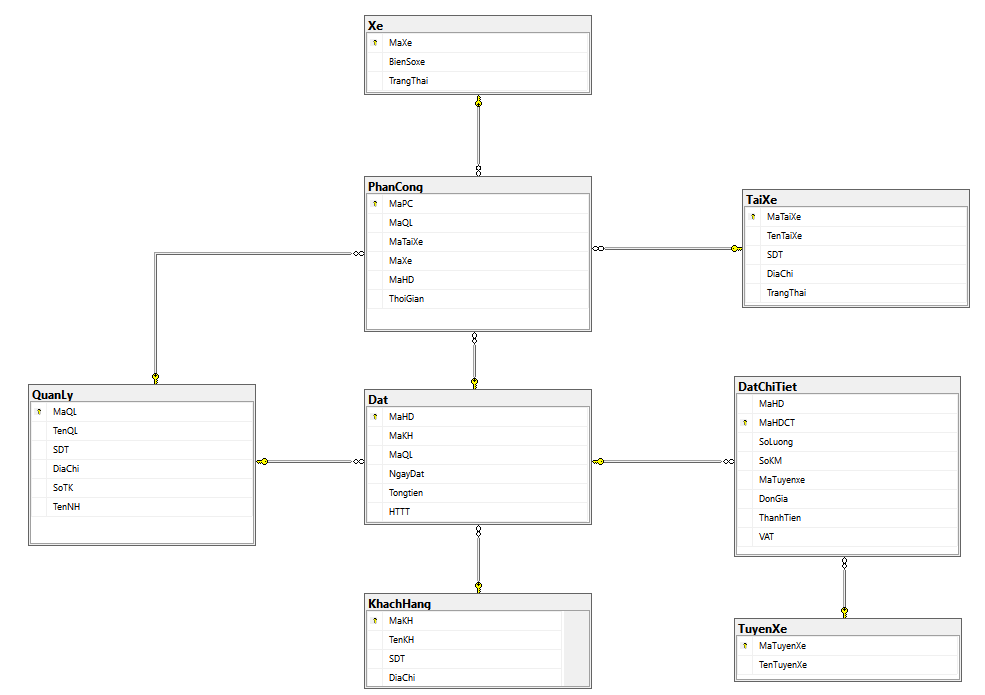 Xe
MaXe
BienSoxe
TrangThai
PhanCong
MaPC
MaQL
MaTaiXe
MaXe
MaHD
ThoiGian
TaiXe
MaTaiXe
TenTaiXe
SDT
DiaChi
TrangThai
QuanLy
MaQL
TenQL
SDT
DiaChi
SoTK
TenNH
Dat
MaHD
MaKH
MaQL
NgayDat
Tongtien
HTTT
DatChiTiet
MaHD
MaHDCT
SoLuong
SoKM
MaTuyenxe
DonGia
ThanhTien
VAT
KhachHang
MaKH
TenKH
SDT
DiaChi
TuyenXe
MaTuyenXe
TenTuyenXe